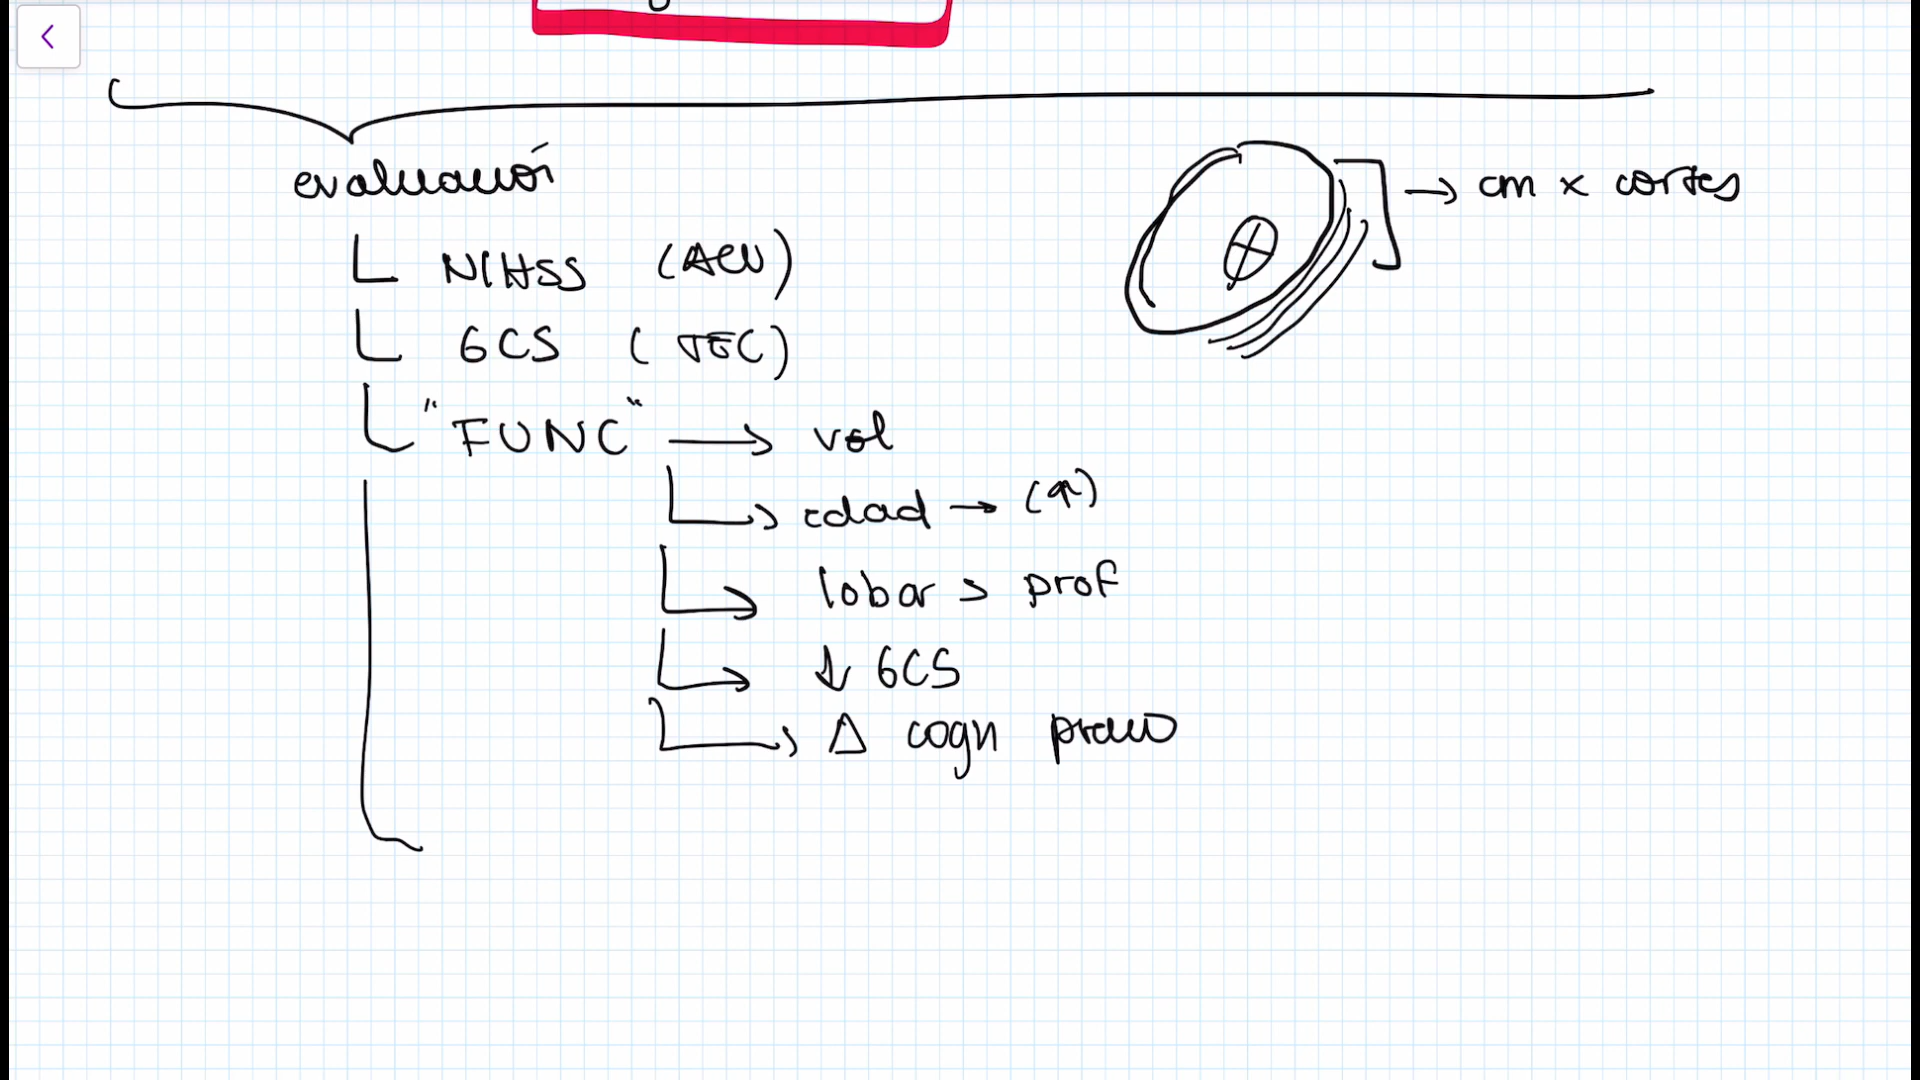 evaluación
NIHSS (ACV)
→ cm x cortes
GCS (TEC)
"FUNC" → vol
→ edad → (↑)
→ lobar > prof
→ ↓ GCS
→ Δ cogn previo